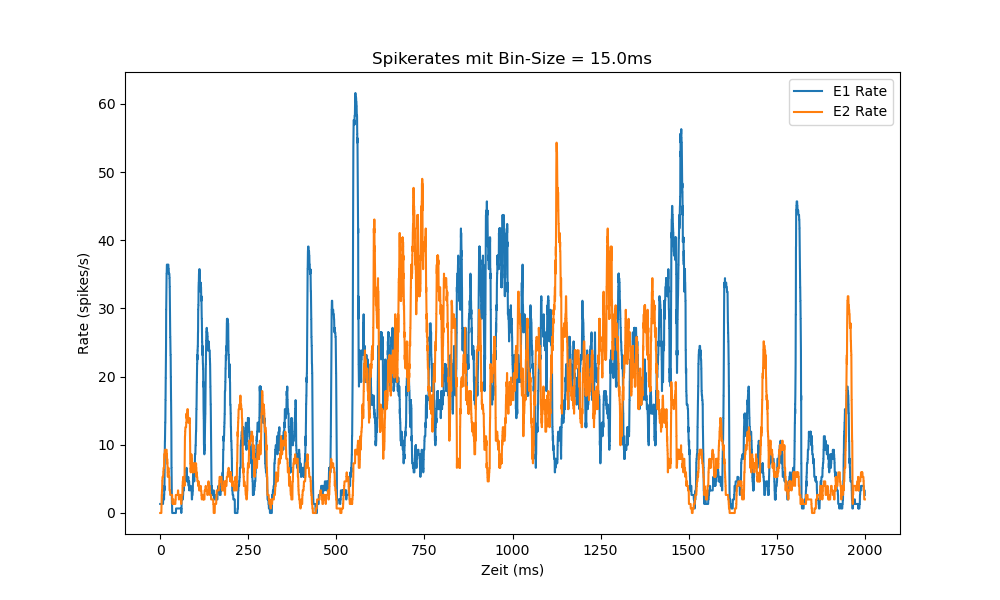 Spikerates mit Bin-Size = 15.0ms
E1 Rate
E2 Rate
60
50
40
30
20
10
0
Rate (spikes/s)
0 250 500 750 1000 1250 1500 1750 2000
Zeit (ms)